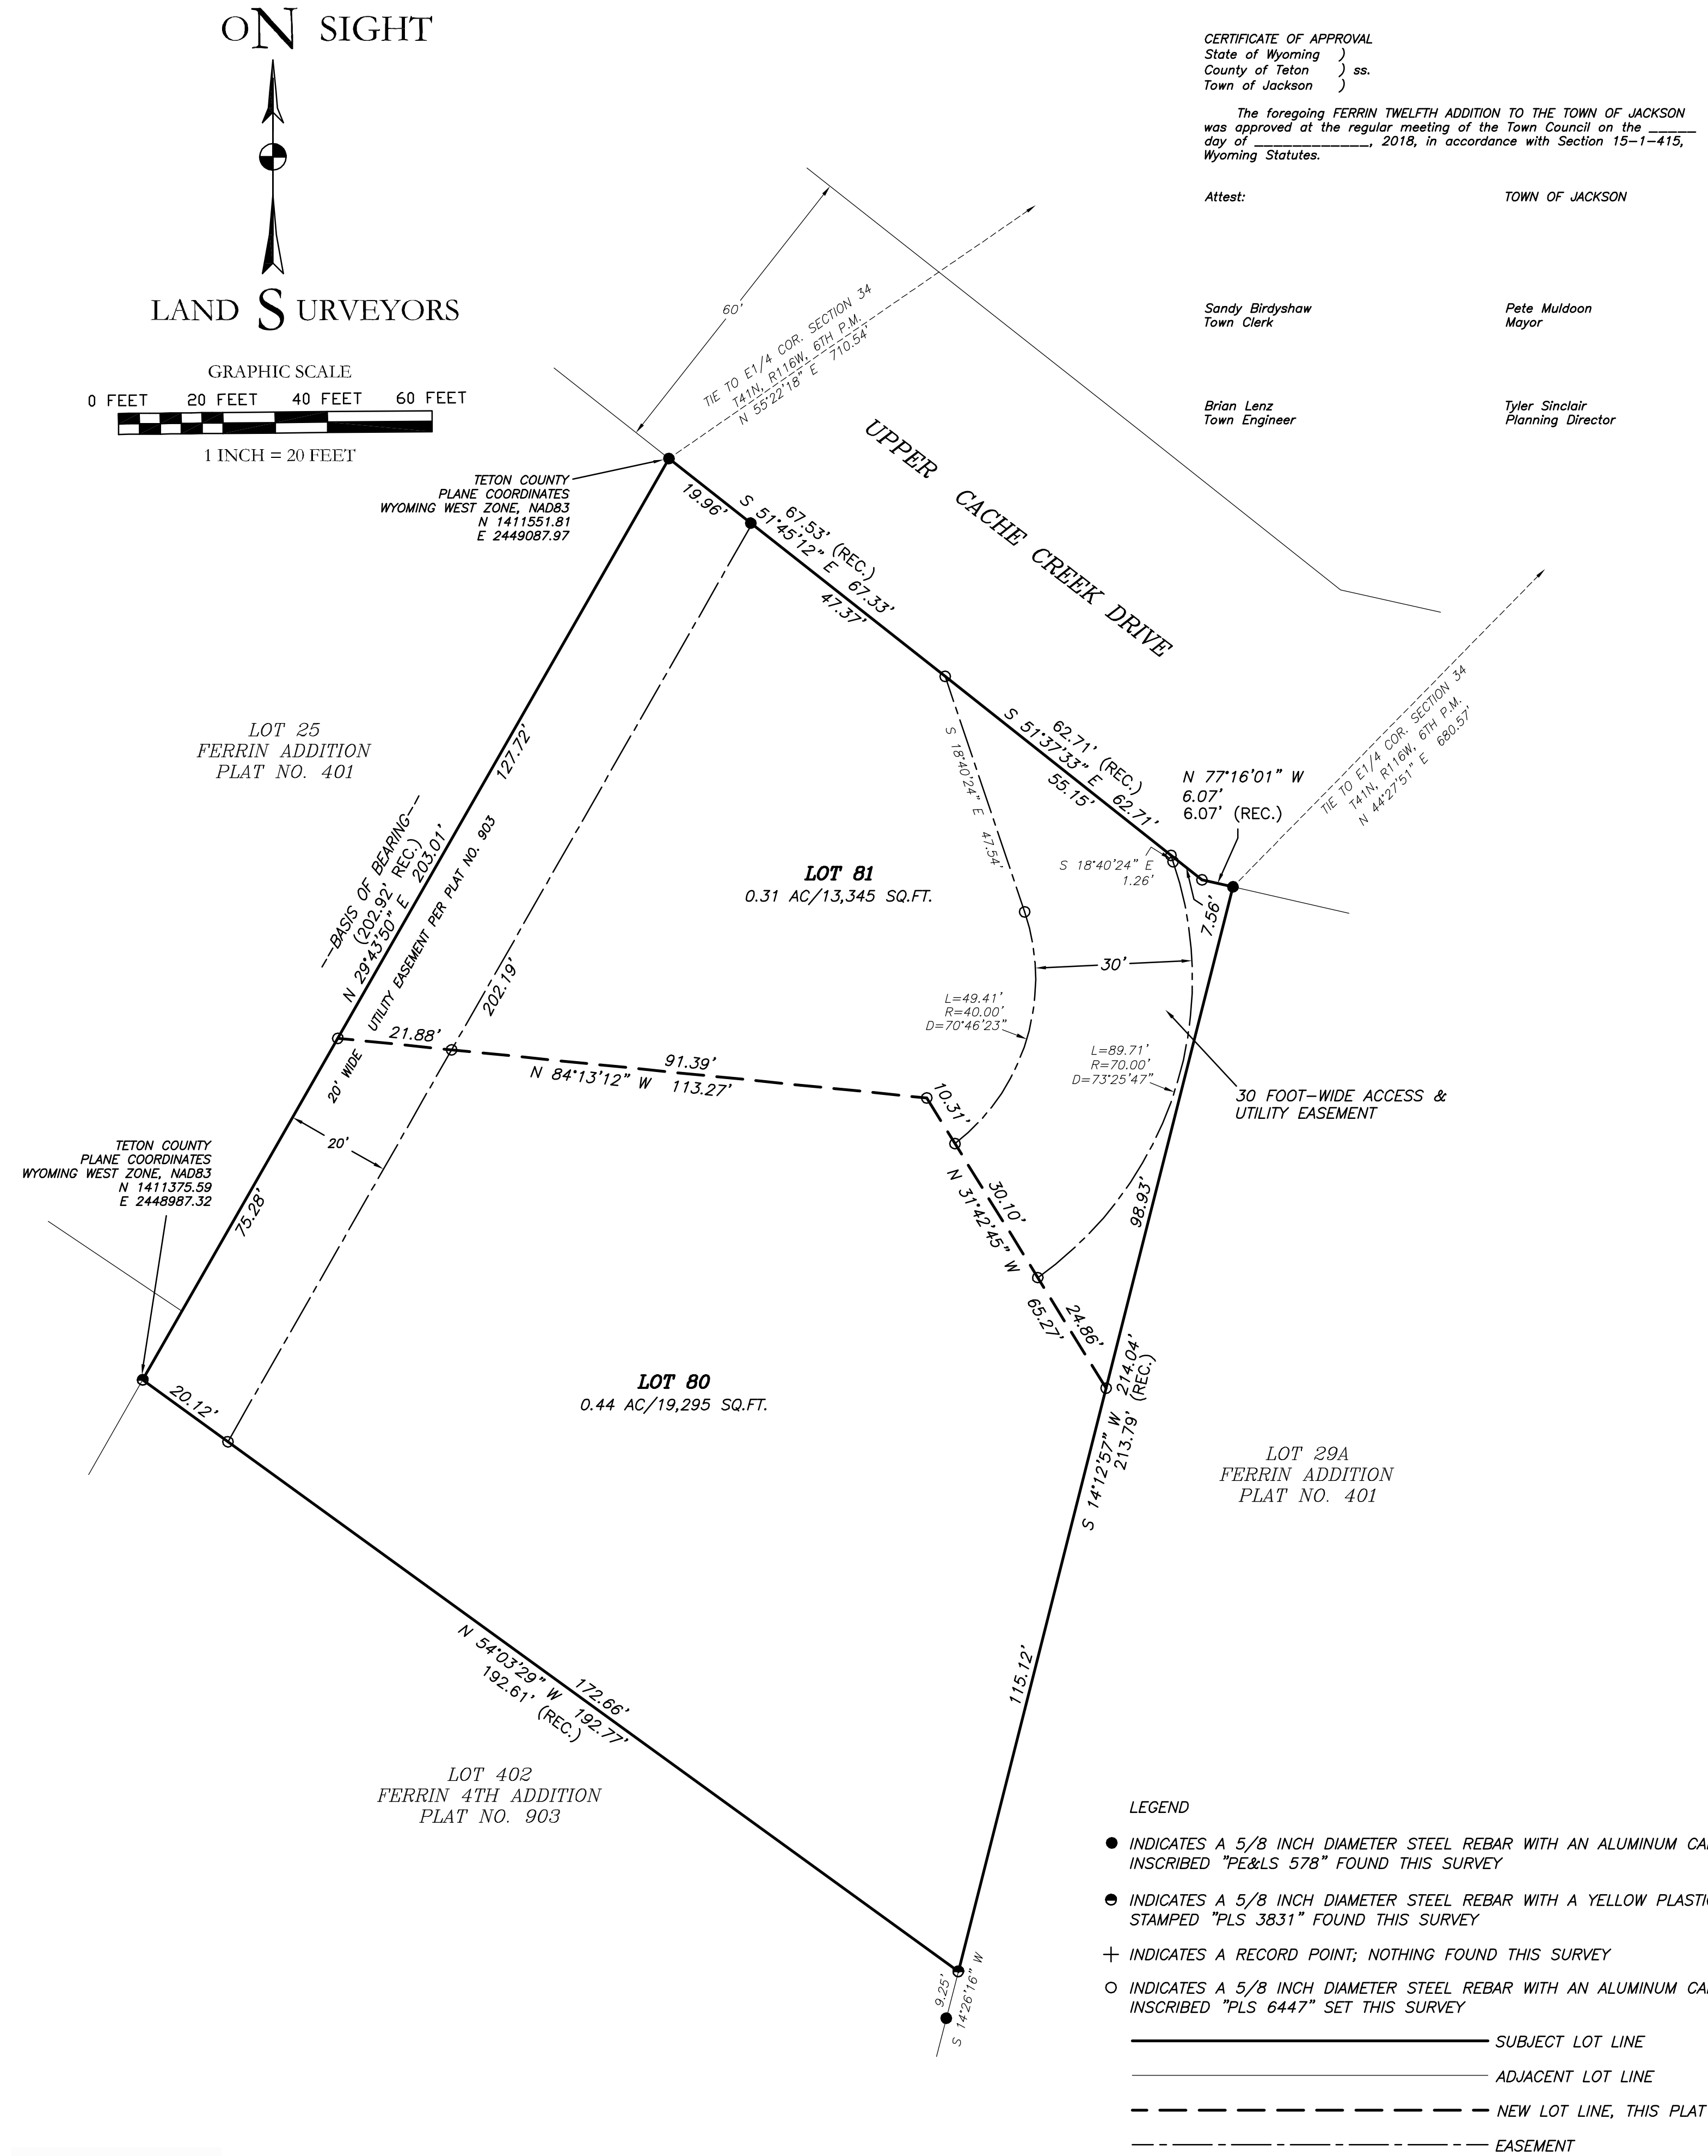 ON SIGHT
LAND SURVEYORS
GRAPHIC SCALE
0 FEET 20 FEET 40 FEET 60 FEET
1 INCH = 20 FEET
CERTIFICATE OF APPROVAL
State of Wyoming )
County of Teton ) ss.
Town of Jackson )
The foregoing FERRIN TWELFTH ADDITION TO THE TOWN OF JACKSON
was approved at the regular meeting of the Town Council on the _____
day of ____________, 2018, in accordance with Section 15-1-415,
Wyoming Statutes.
Attest: TOWN OF JACKSON
Sandy Birdyshaw
Town Clerk
Pete Muldoon
Mayor
Brian Lenz
Town Engineer
Tyler Sinclair
Planning Director
60'
TIE TO E1/4 COR. SECTION 34
T41N, R116W, 6TH P.M.
N 55°22'18" E 710.54'
UPPER CACHE CREEK DRIVE
TETON COUNTY
PLANE COORDINATES
WYOMING WEST ZONE, NAD83
N 1411551.81
E 2449087.97
19.96'
67.53' (REC.)
S 51°45'12" E 67.33'
47.37'
62.71' (REC.)
S 51°37'33" E 62.71'
55.15'
N 77°16'01" W
6.07'
6.07' (REC.)
TIE TO E1/4 COR. SECTION 34
T41N, R116W, 6TH P.M.
N 44°27'51" E 680.57'
LOT 25
FERRIN ADDITION
PLAT NO. 401
127.72'
S 18°40'24" E 47.54'
S 18°40'24" E
1.26'
7.56'
LOT 81
0.31 AC/13,345 SQ.FT.
BASIS OF BEARING
(202.92' REC.)
N 29°43'50" E 203.01'
20' WIDE UTILITY EASEMENT PER PLAT NO. 903
202.19'
30'
L=49.41'
R=40.00'
D=70°46'23"
L=89.71'
R=70.00'
D=73°25'47"
30 FOOT-WIDE ACCESS &
UTILITY EASEMENT
21.88'
91.39'
N 84°13'12" W 113.27'
10.31'
30.10'
N 31°42'45" W 65.27'
24.86'
98.93'
20'
TETON COUNTY
PLANE COORDINATES
WYOMING WEST ZONE, NAD83
N 1411375.59
E 2448987.32
75.28'
20.12'
LOT 80
0.44 AC/19,295 SQ.FT.
S 14°12'57" W 214.04'
213.79' (REC.)
LOT 29A
FERRIN ADDITION
PLAT NO. 401
115.12'
172.66'
N 54°03'29" W 192.77'
192.61' (REC.)
LOT 402
FERRIN 4TH ADDITION
PLAT NO. 903
9.25'
S 14°26'16" W
LEGEND
INDICATES A 5/8 INCH DIAMETER STEEL REBAR WITH AN ALUMINUM CA
INSCRIBED "PE&LS 578" FOUND THIS SURVEY
INDICATES A 5/8 INCH DIAMETER STEEL REBAR WITH A YELLOW PLASTI
STAMPED "PLS 3831" FOUND THIS SURVEY
INDICATES A RECORD POINT; NOTHING FOUND THIS SURVEY
INDICATES A 5/8 INCH DIAMETER STEEL REBAR WITH AN ALUMINUM CA
INSCRIBED "PLS 6447" SET THIS SURVEY
SUBJECT LOT LINE
ADJACENT LOT LINE
NEW LOT LINE, THIS PLAT
EASEMENT